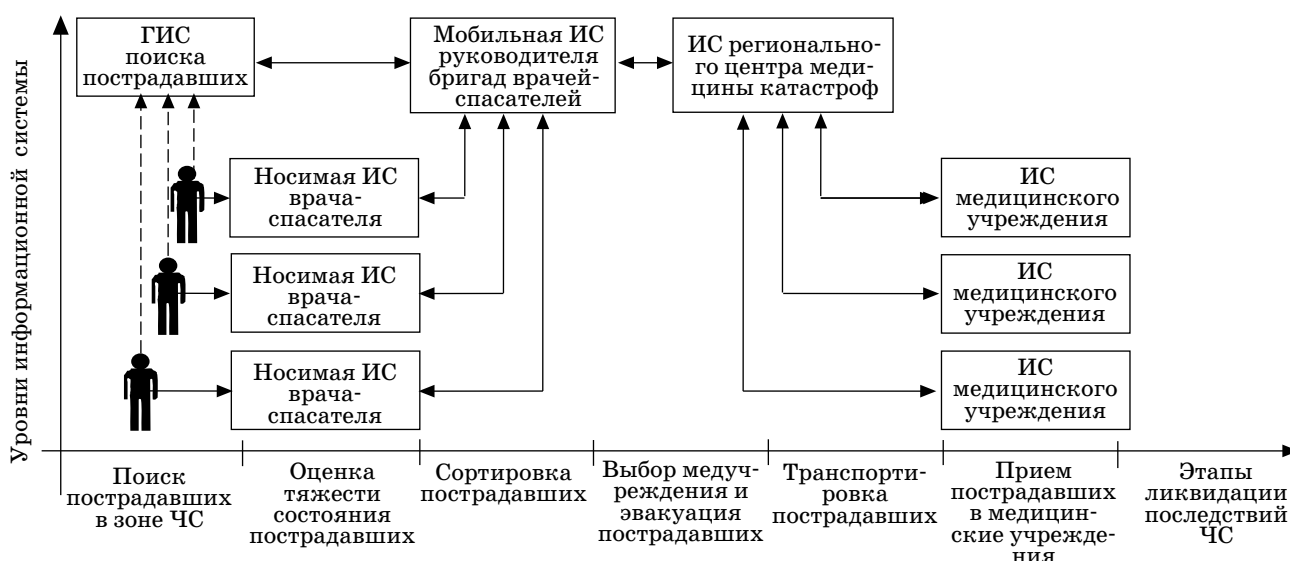 Уровни информационной системы
ГИС
поиска
пострадавших
Мобильная ИС
руководителя
бригад врачей-
спасателей
ИС регионально-
го центра меди-
цины катастроф
Носимая ИС
врача-
спасателя
ИС
медицинского
учреждения
Носимая ИС
врача-
спасателя
ИС
медицинского
учреждения
Носимая ИС
врача-
спасателя
ИС
медицинского
учреждения
Поиск
пострадавших
в зоне ЧС
Оценка
тяжести
состояния
пострадавших
Сортировка
пострадавших
Выбор медуч-
реждения и
эвакуация
пострадавших
Транспорти-
ровка
пострадавших
Прием
пострадавших
в медицин-
ские учрежде-
ния
Этапы
ликвидации
последствий
ЧС